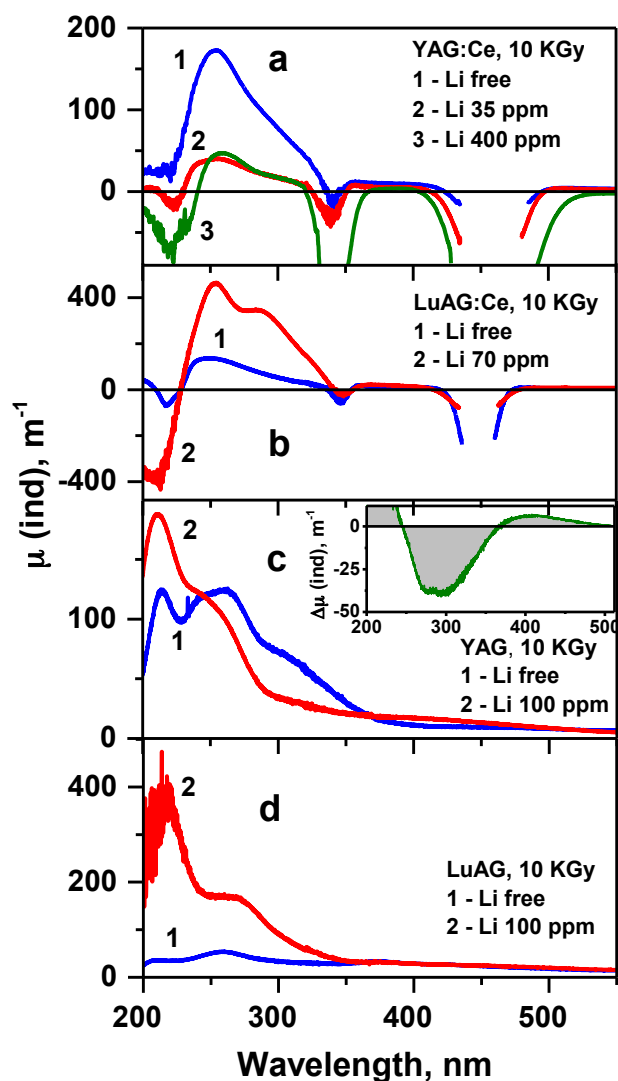 μ (ind), m⁻¹
200
100
0
a
1
2
3
YAG:Ce, 10 KGy
1 - Li free
2 - Li 35 ppm
3 - Li 400 ppm
400
0
-400
b
1
2
LuAG:Ce, 10 KGy
1 - Li free
2 - Li 70 ppm
100
0
c
2
1
Δμ (ind), m⁻¹
0
-25
-50
200 300 400 500
YAG, 10 KGy
1 - Li free
2 - Li 100 ppm
400
200
0
d
2
1
LuAG, 10 KGy
1 - Li free
2 - Li 100 ppm
200 300 400 500
Wavelength, nm